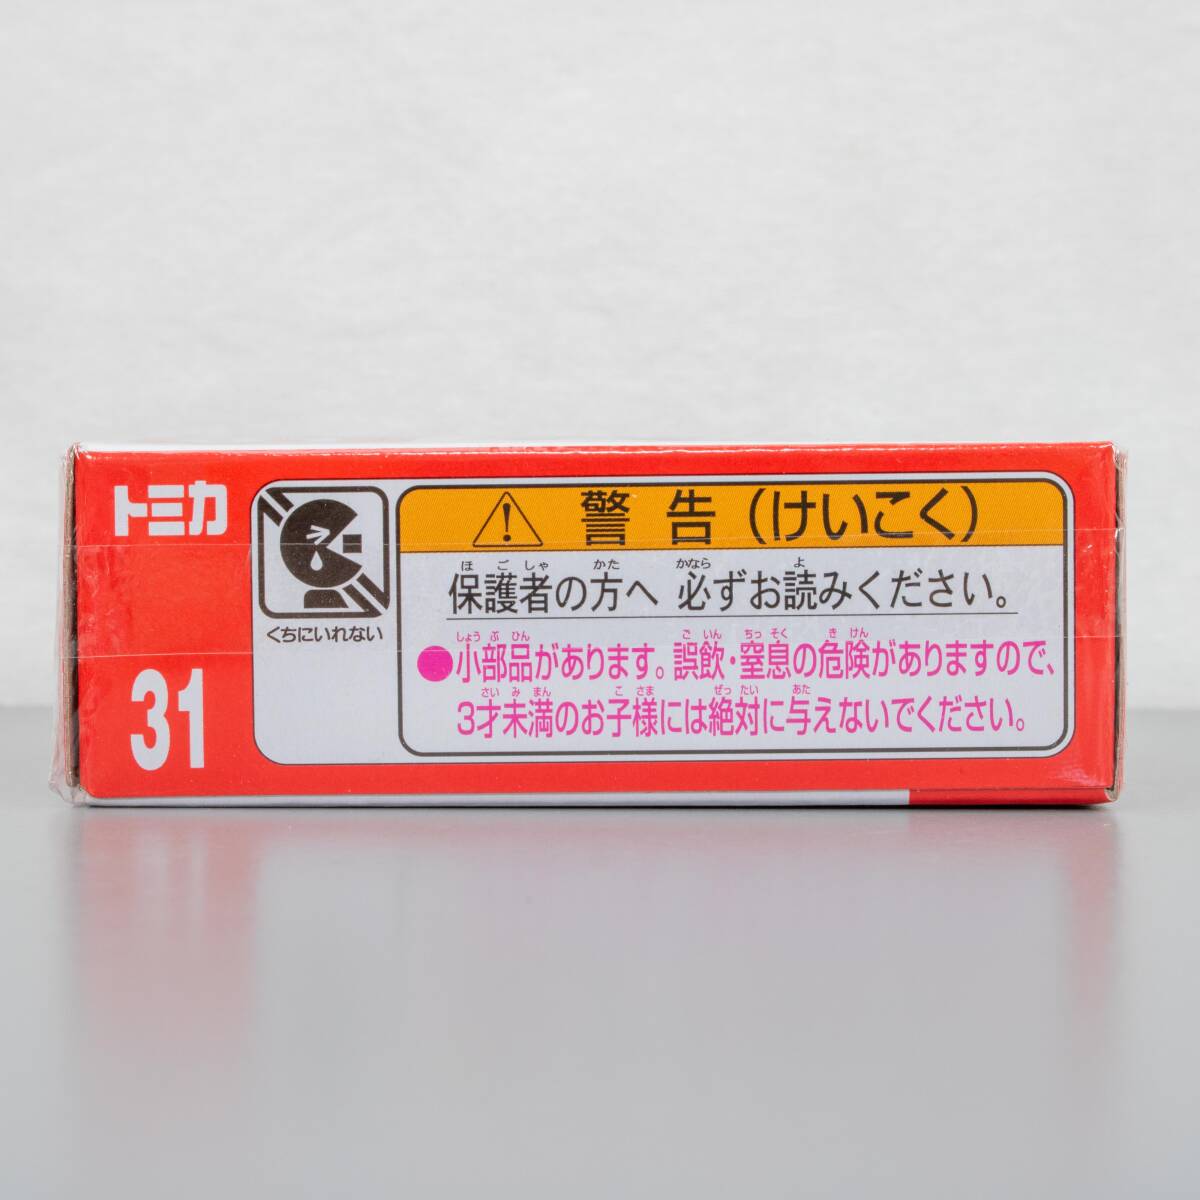 トミカ
31
くちにいれない
警告(けいこく)
ほごしゃ かた かなら よ
保護者の方へ 必ずお読みください。
しょうぶひん ごいん ちっそく きけん
●小部品があります。誤飲・窒息の危険がありますので、
さいみまん こさま ぜったい あた
3才未満のお子様には絶対に与えないでください。